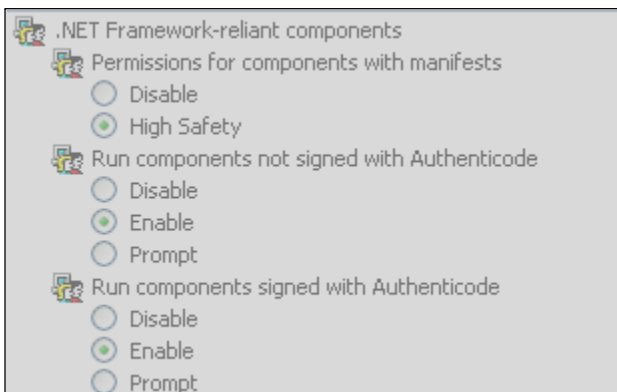 .NET Framework-reliant components
Permissions for components with manifests
Disable
High Safety
Run components not signed with Authenticode
Disable
Enable
Prompt
Run components signed with Authenticode
Disable
Enable
Prompt